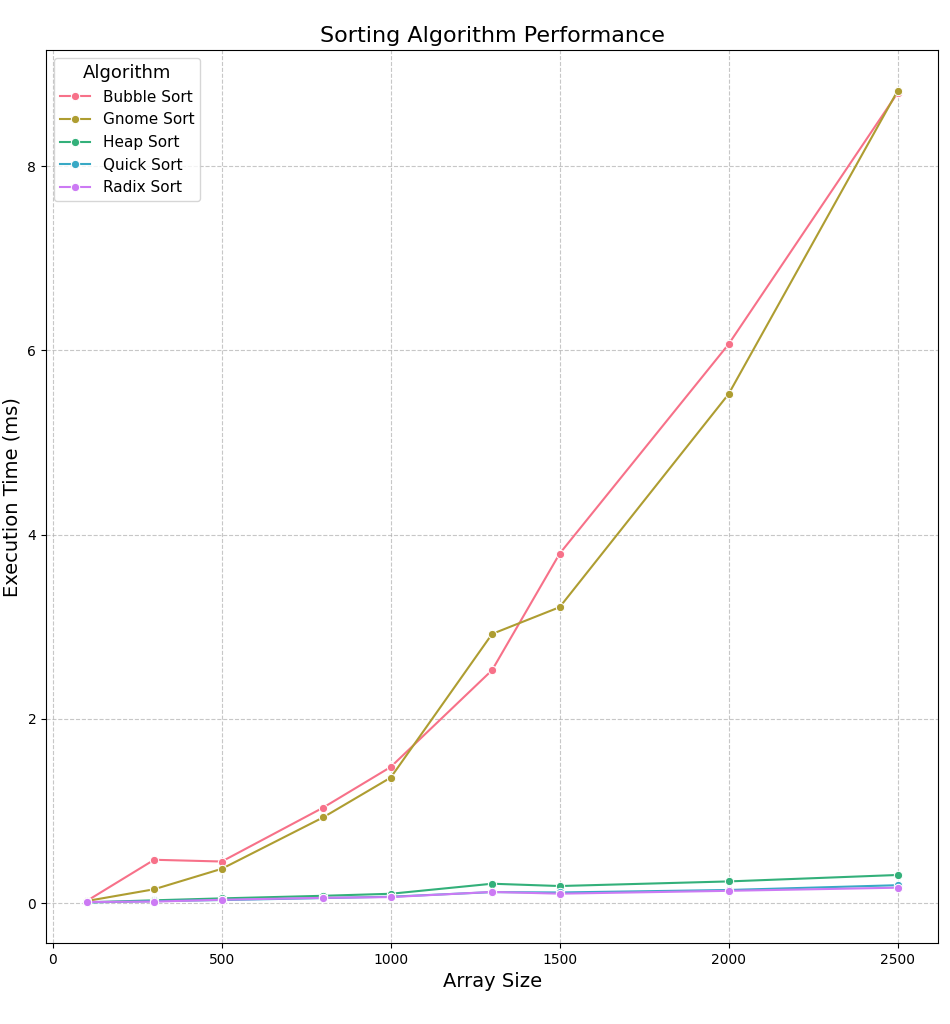 Sorting Algorithm Performance
Algorithm
Bubble Sort
Gnome Sort
Heap Sort
Quick Sort
Radix Sort
Execution Time (ms)
8
6
4
2
0
0 500 1000 1500 2000 2500
Array Size